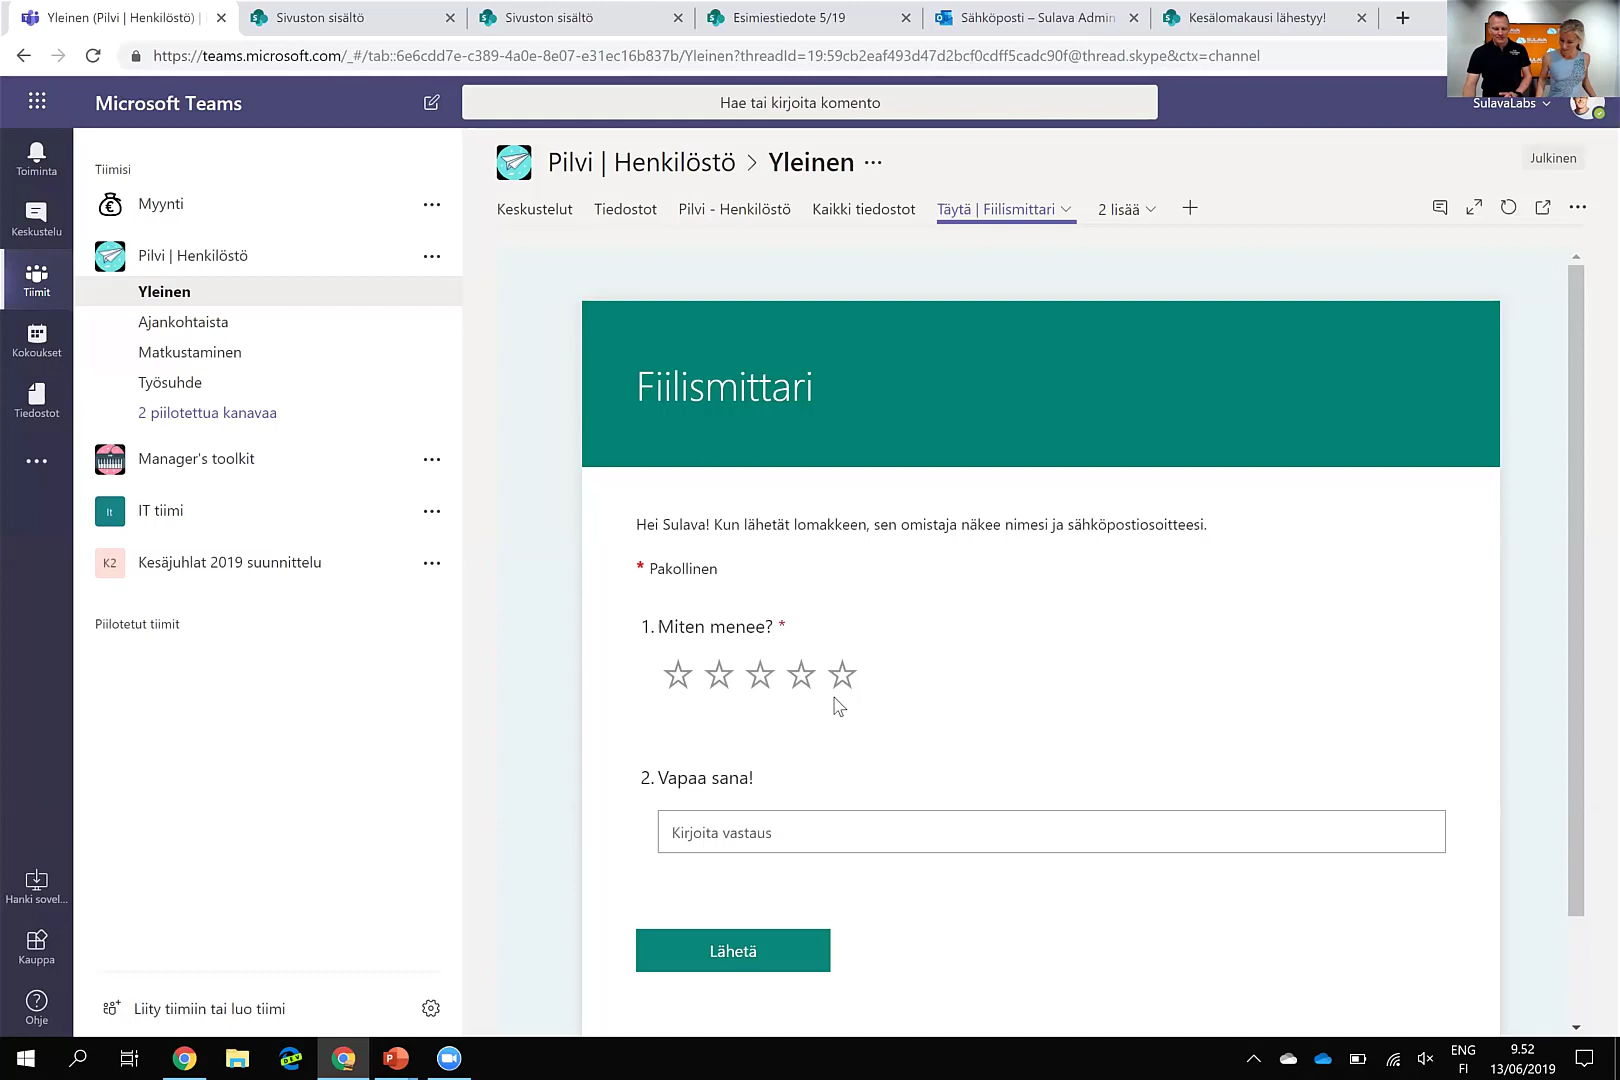 Yleinen (Pilvi | Henkilöstö) |
Sivuston sisältö
Sivuston sisältö
Esimiestiedote 5/19
Sähköposti – Sulava Admin
Kesälomakausi lähestyy!
https://teams.microsoft.com/_#/tab::6e6cdd7e-c389-4a0e-8e07-e31ec16b837b/Yleinen?threadId=19:59cb2eaf493d47d2bcf0cdff5cadc90f@thread.skype&ctx=channel
Microsoft Teams
Hae tai kirjoita komento
SulavaLabs
Toiminta
Keskustelu
Tiimit
Kokoukset
Tiedostot
Hanki sovel...
Kauppa
Ohje
Tiimisi
Myynti
Pilvi | Henkilöstö
Yleinen
Ajankohtaista
Matkustaminen
Työsuhde
2 piilotettua kanavaa
Manager's toolkit
It
IT tiimi
K2
Kesäjuhlat 2019 suunnittelu
Piilotetut tiimit
Liity tiimiin tai luo tiimi
Pilvi | Henkilöstö > Yleinen ...
Julkinen
Keskustelut Tiedostot Pilvi - Henkilöstö Kaikki tiedostot Täytä | Fiilismittari 2 lisää +
Fiilismittari
Hei Sulava! Kun lähetät lomakkeen, sen omistaja näkee nimesi ja sähköpostiosoitteesi.
* Pakollinen
1. Miten menee? *
2. Vapaa sana!
Kirjoita vastaus
Lähetä
DEV
ENG
FI
9.52
13/06/2019